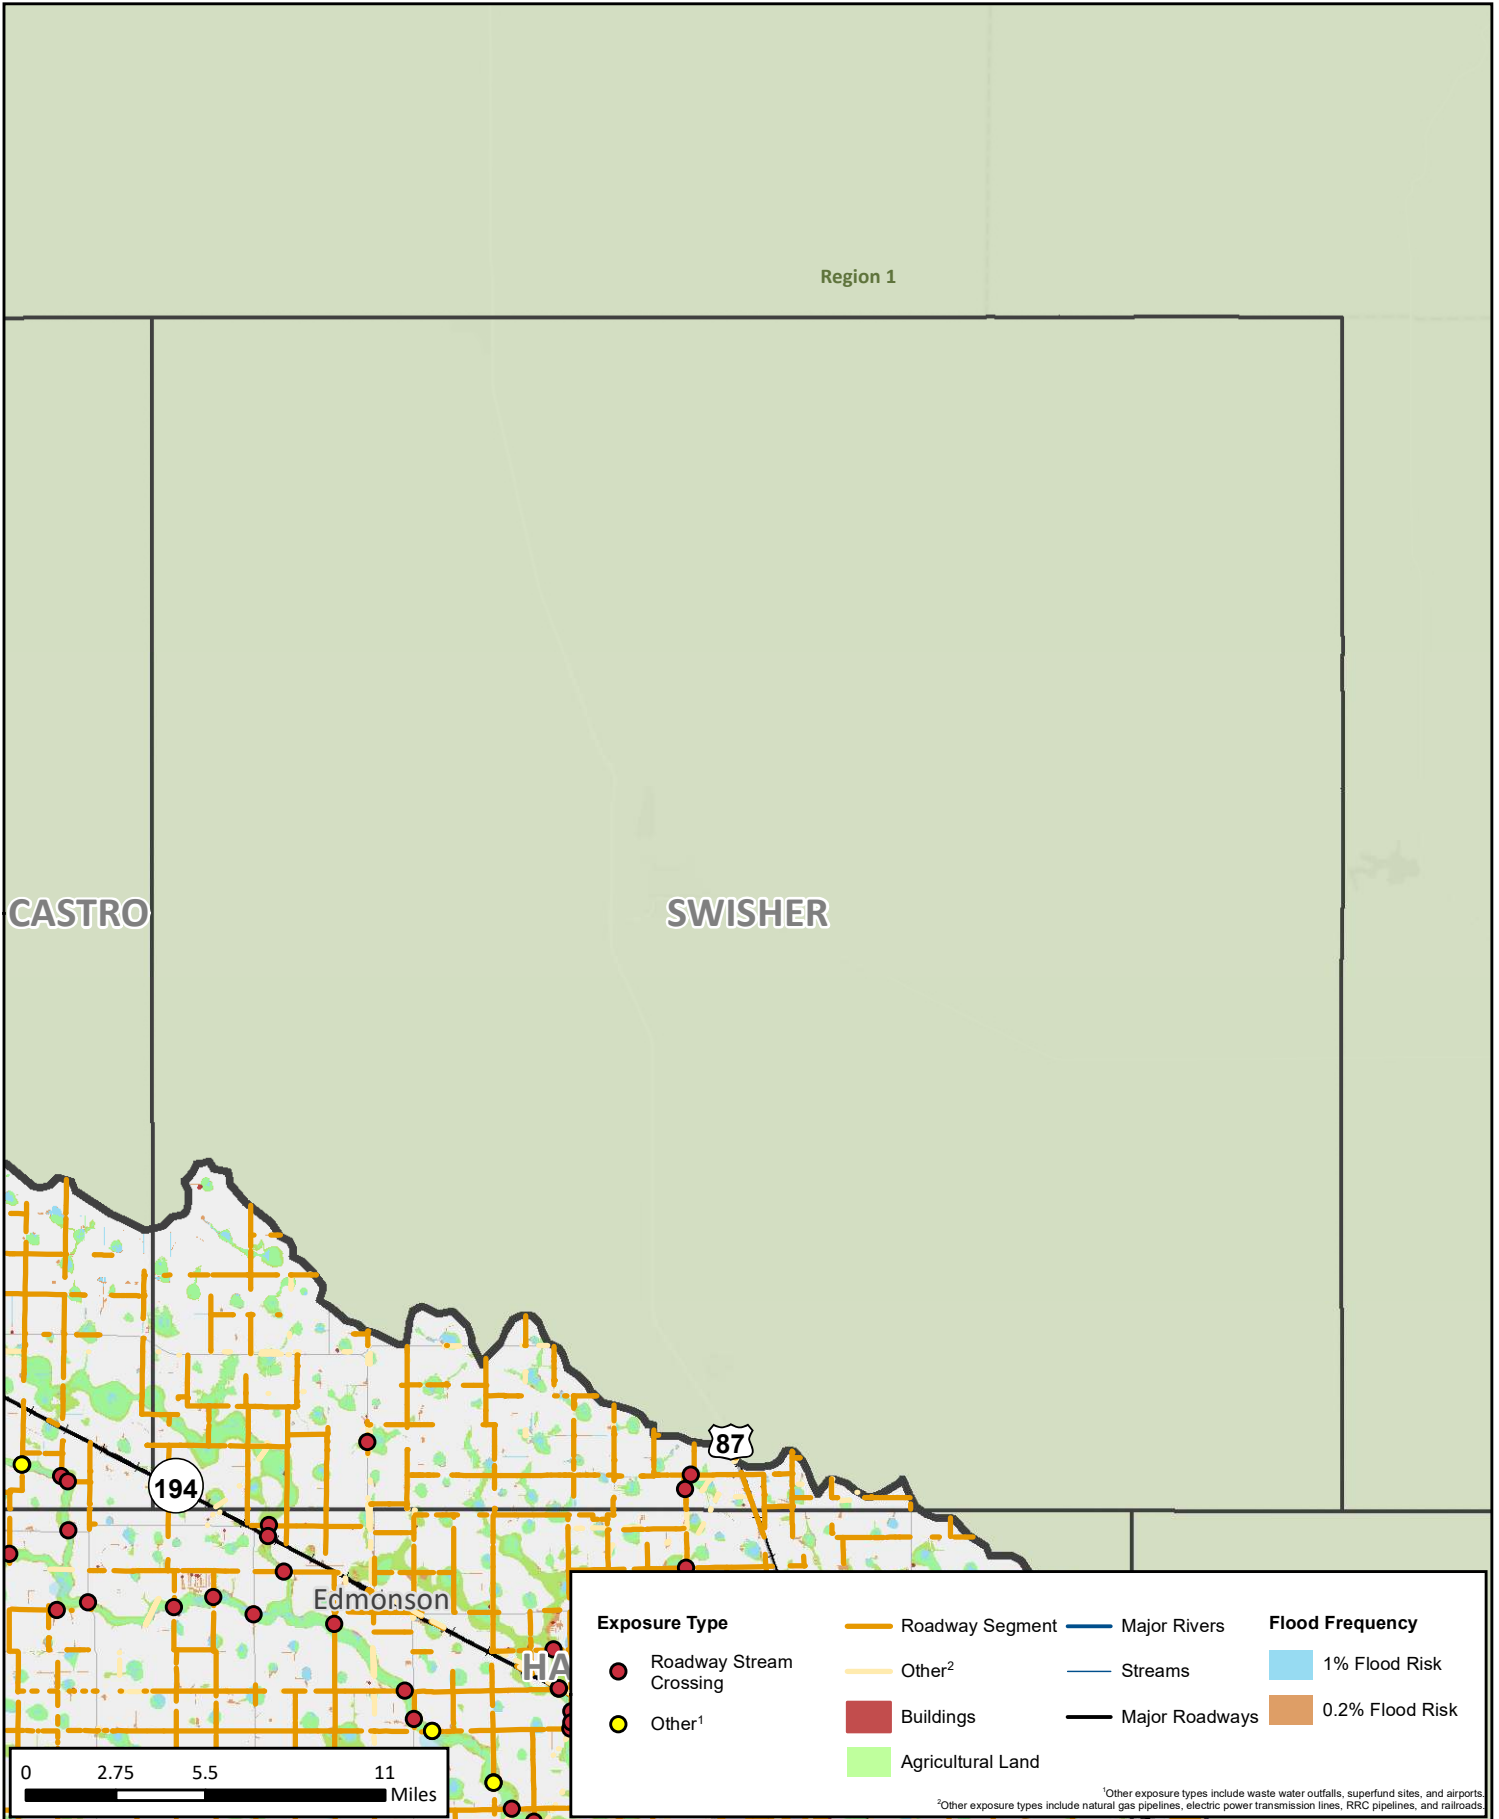 Region 1
CASTRO
SWISHER
87
194
Edmonson
HA
Exposure Type
Roadway Stream
Crossing
Other1
Roadway Segment
Other2
Buildings
Agricultural Land
Major Rivers
Streams
Major Roadways
Flood Frequency
1% Flood Risk
0.2% Flood Risk
0 2.75 5.5 11
Miles
1Other exposure types include waste water outfalls, superfund sites, and airports.
2Other exposure types include natural gas pipelines, electric power transmission lines, RRC pipelines, and railroads.